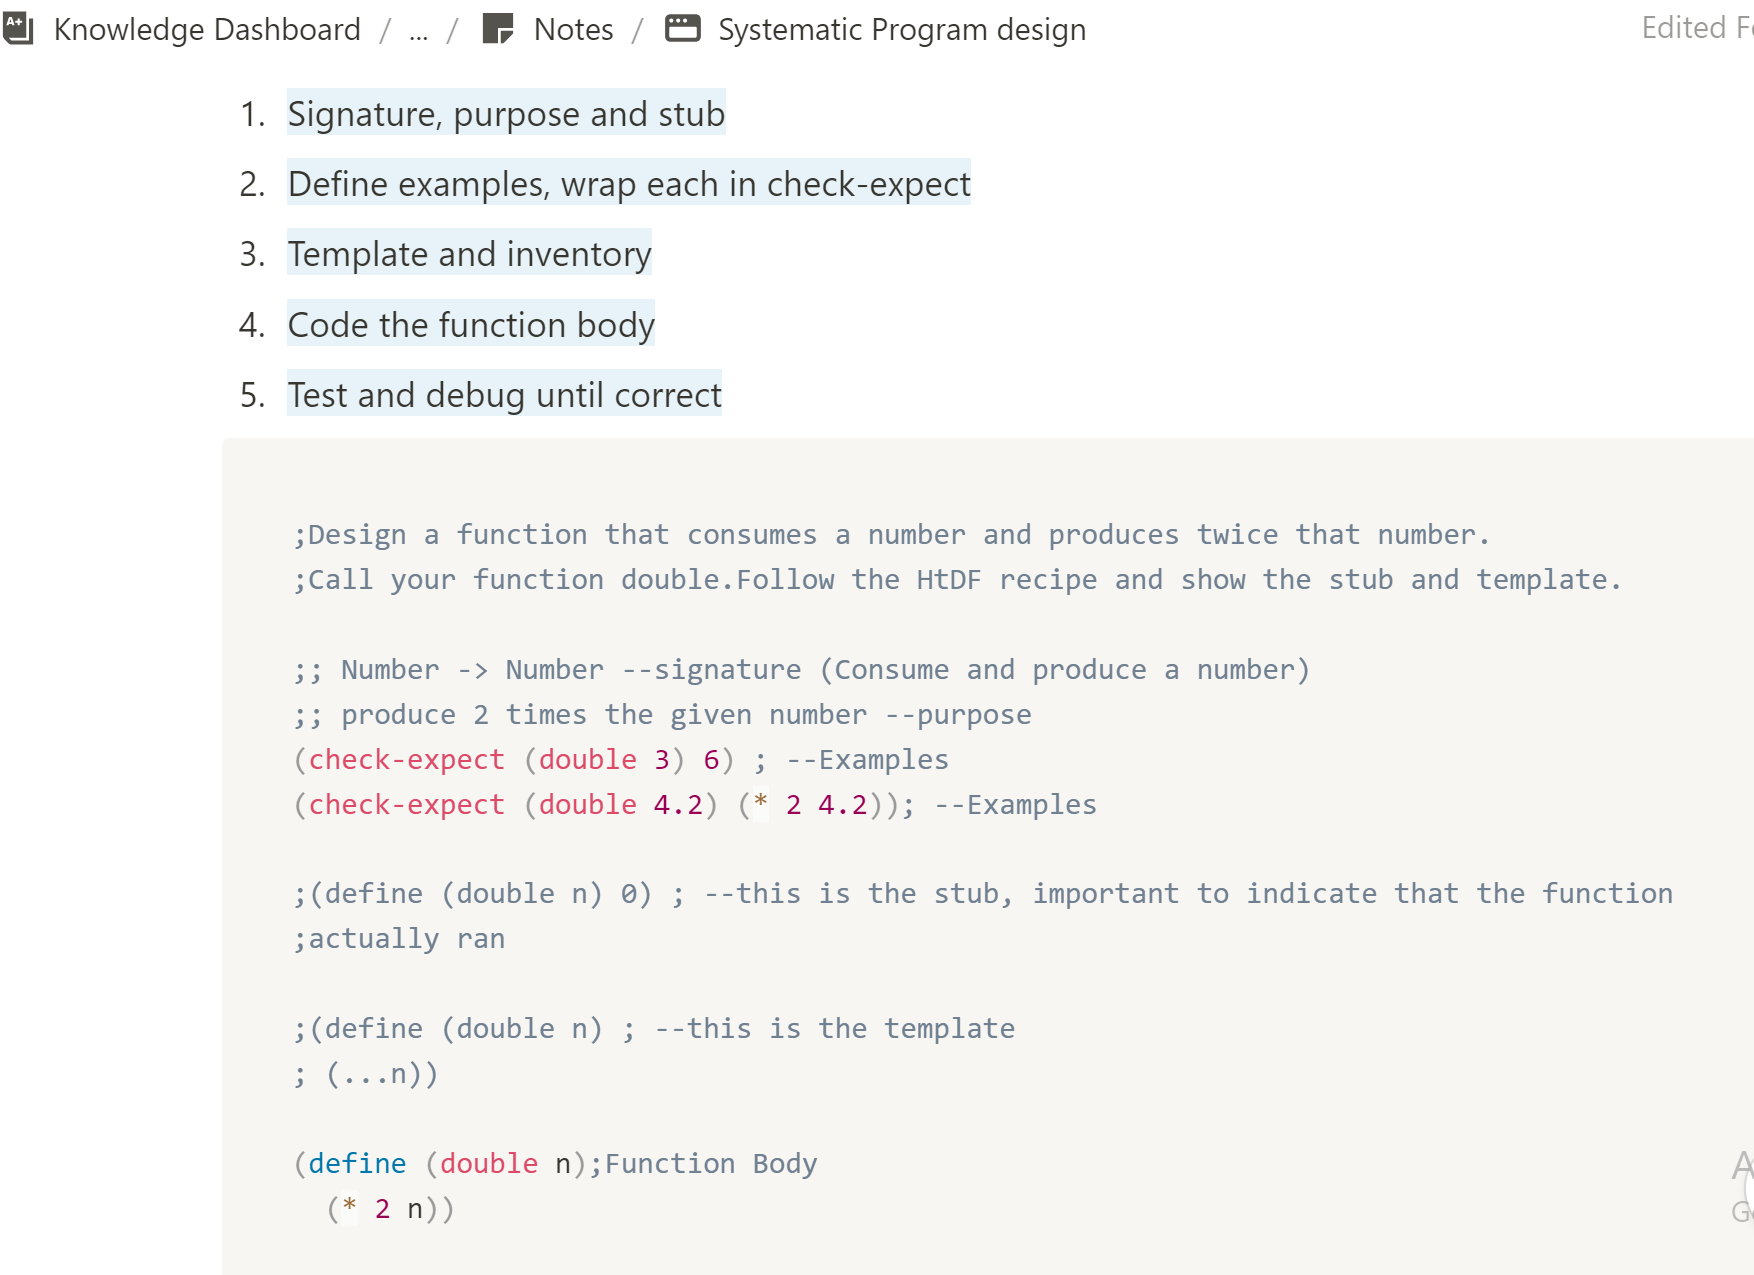 A+ Knowledge Dashboard / ... / Notes / Systematic Program design
Edited
1. Signature, purpose and stub
2. Define examples, wrap each in check-expect
3. Template and inventory
4. Code the function body
5. Test and debug until correct
;Design a function that consumes a number and produces twice that number.
;Call your function double.Follow the HtDF recipe and show the stub and template.
;; Number -> Number --signature (Consume and produce a number)
;; produce 2 times the given number --purpose
(check-expect (double 3) 6) ; --Examples
(check-expect (double 4.2) (* 2 4.2)); --Examples
;(define (double n) 0) ; --this is the stub, important to indicate that the function
;actually ran
;(define (double n) ; --this is the template
; (...n))
(define (double n);Function Body
(* 2 n))